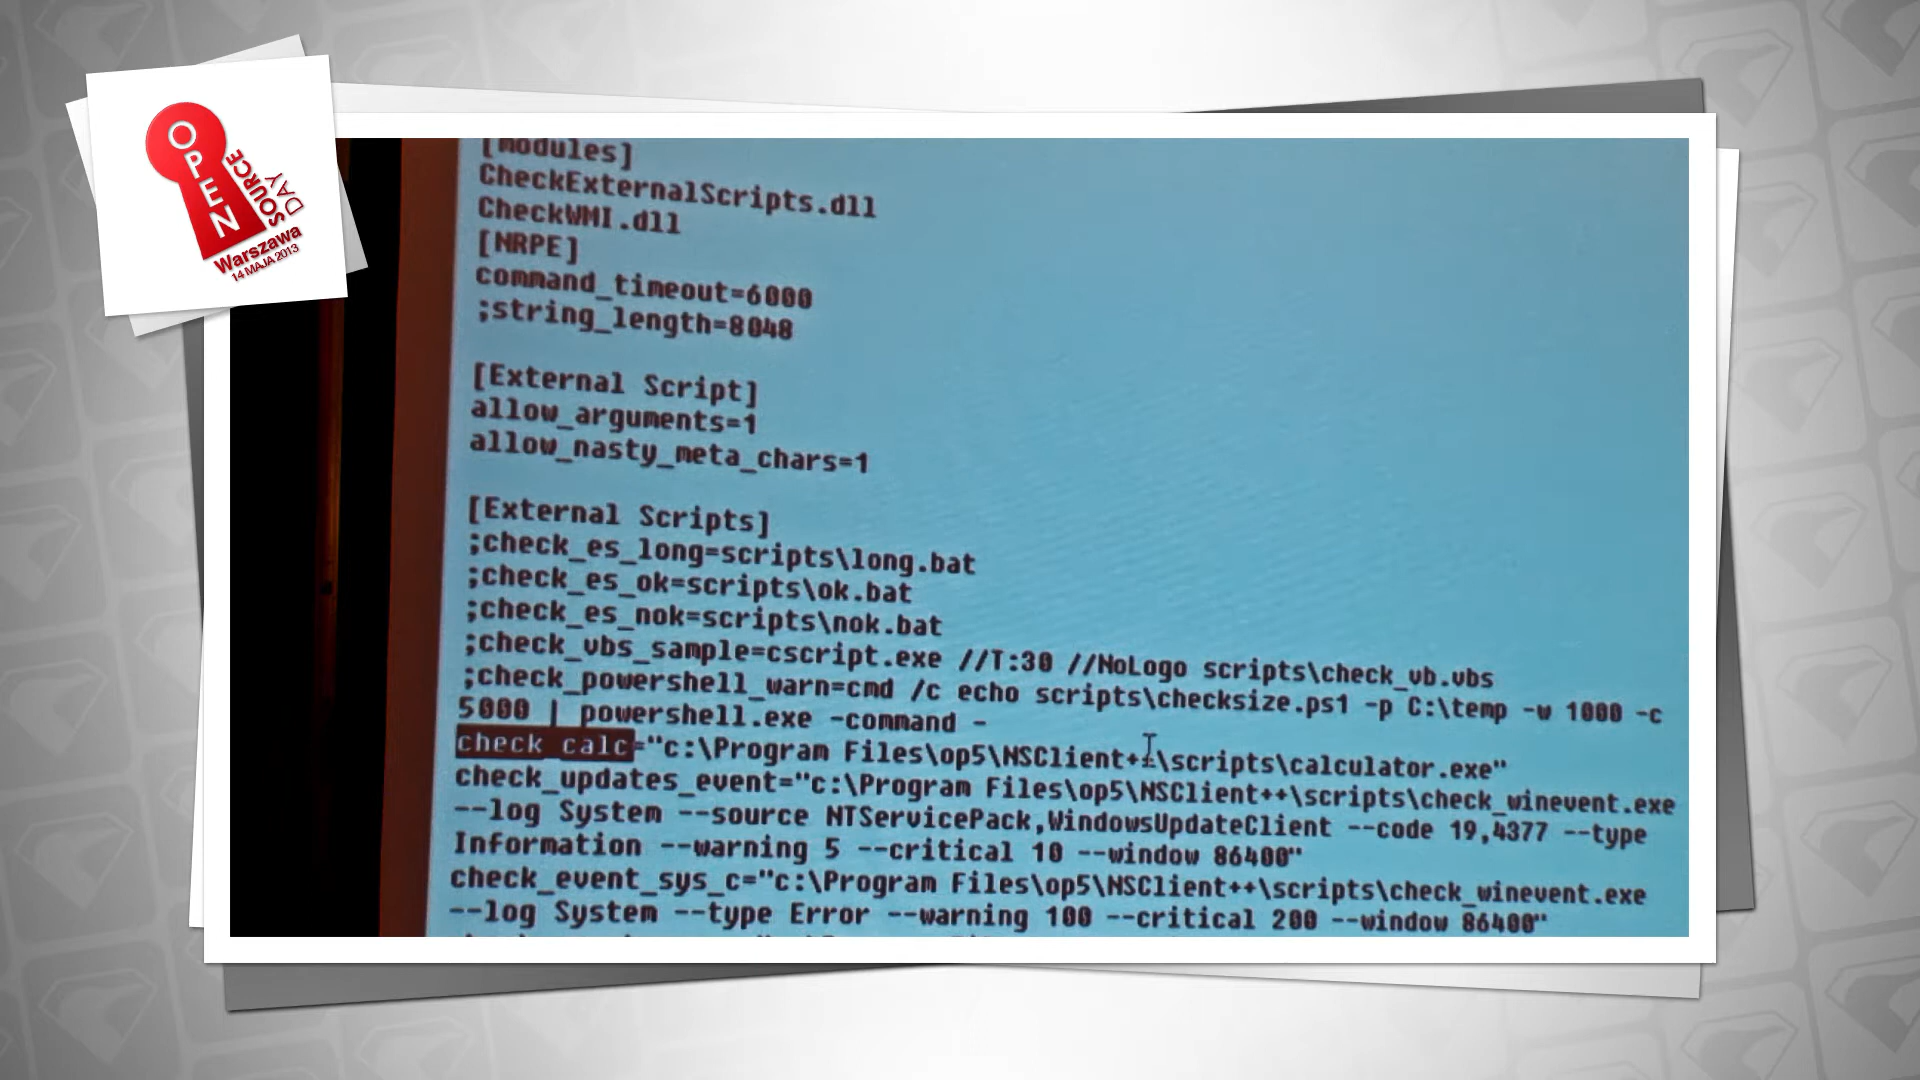 OPEN
SOURCE
DAY
Warszawa
14 MAJA 2013
[modules]
CheckExternalScripts.dll
CheckWMI.dll
[NRPE]
command_timeout=6000
;string_length=8048
[External Script]
allow_arguments=1
allow_nasty_meta_chars=1
[External Scripts]
;check_es_long=scripts\long.bat
;check_es_ok=scripts\ok.bat
;check_es_nok=scripts\nok.bat
;check_vbs_sample=cscript.exe //T:30 //NoLogo scripts\check_vb.vbs
;check_powershell_warn=cmd /c echo scripts\checksize.ps1 -p C:\temp -w 1000 -c
5000 | powershell.exe -command -
check_calc="c:\Program Files\op5\NSClient++\scripts\calculator.exe"
check_updates_event="c:\Program Files\op5\NSClient++\scripts\check_winevent.exe
--log System --source NTServicePack,WindowsUpdateClient --code 19,4377 --type
Information --warning 5 --critical 10 --window 86400"
check_event_sys_c="c:\Program Files\op5\NSClient++\scripts\check_winevent.exe
--log System --type Error --warning 100 --critical 200 --window 86400"